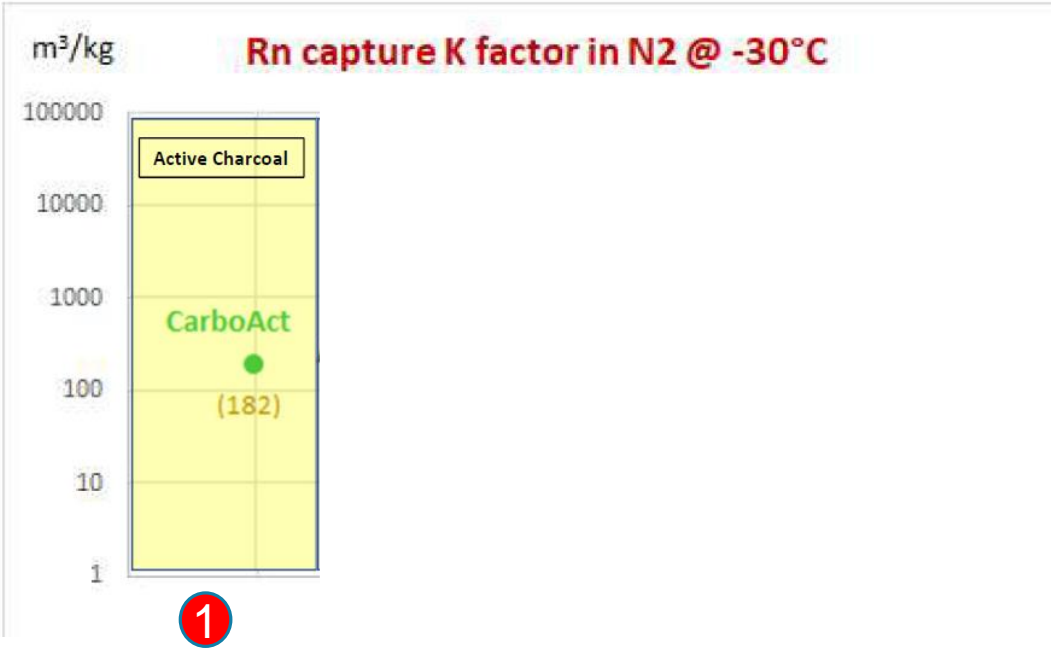 m³/kg
Rn capture K factor in N2 @ -30°C
100000
Active Charcoal
10000
1000
CarboAct
100
(182)
10
1
1